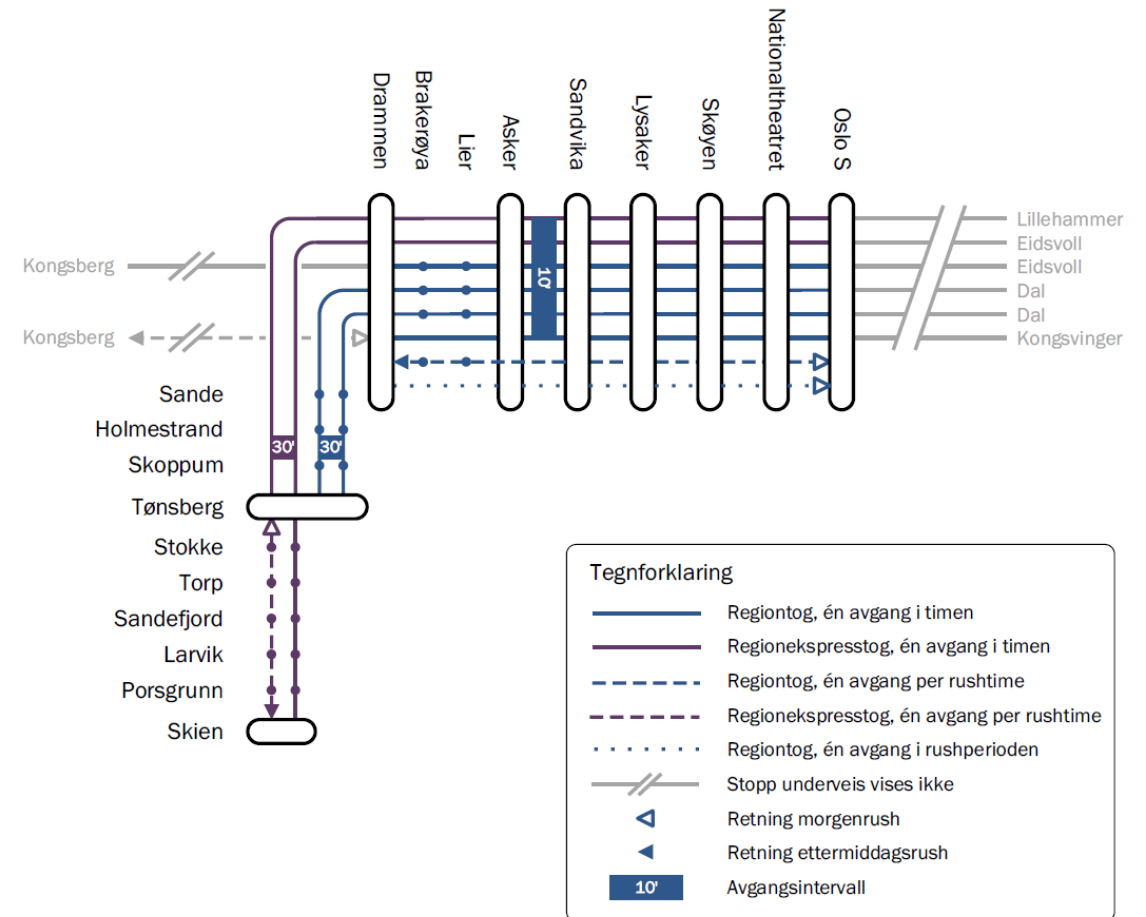 Drammen
Brakerøya
Lier
Asker
Sandvika
Lysaker
Skøyen
Nationaltheatret
Oslo S
Lillehammer
Eidsvoll
Kongsberg
Eidsvoll
10'
Dal
Dal
Kongsberg
Kongsvinger
Sande
Holmestrand
30'
30'
Skoppum
Tønsberg
Stokke
Torp
Sandefjord
Larvik
Porsgrunn
Skien
Tegnforklaring
Regiontog, én avgang i timen
Regionekspresstog, én avgang i timen
Regiontog, én avgang per rushtime
Regionekspresstog, én avgang per rushtime
Regiontog, én avgang i rushperioden
Stopp underveis vises ikke
Retning morgenrush
Retning ettermiddagsrush
10'
Avgangsintervall